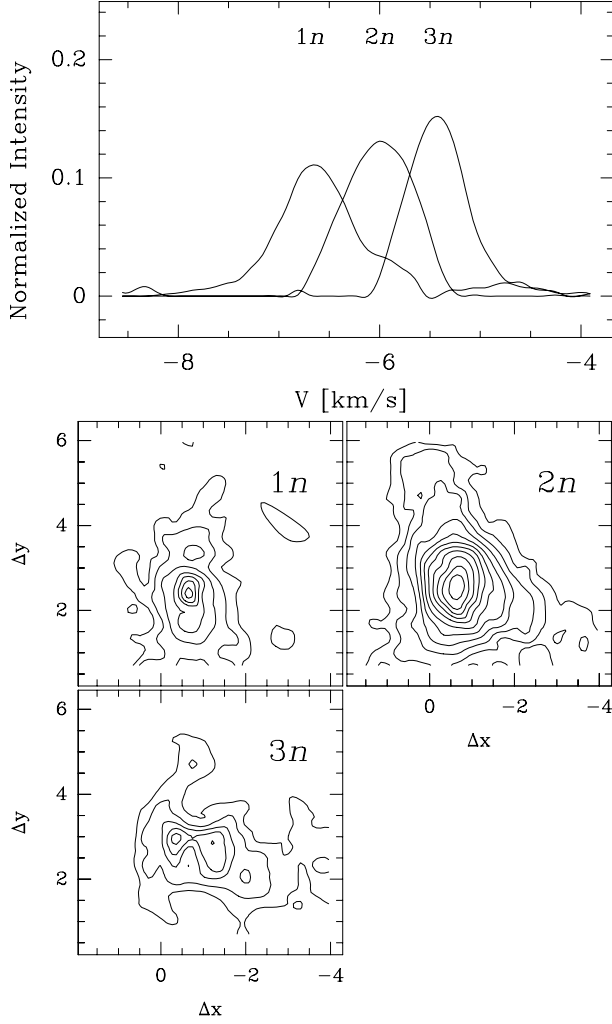 1n 2n 3n
Normalized Intensity
0.2
0.1
0
−8 −6 −4
V [km/s]
6
4
2
Δy
1n
2n
0 −2 −4
Δx
6
4
2
Δy
3n
0 −2 −4
Δx